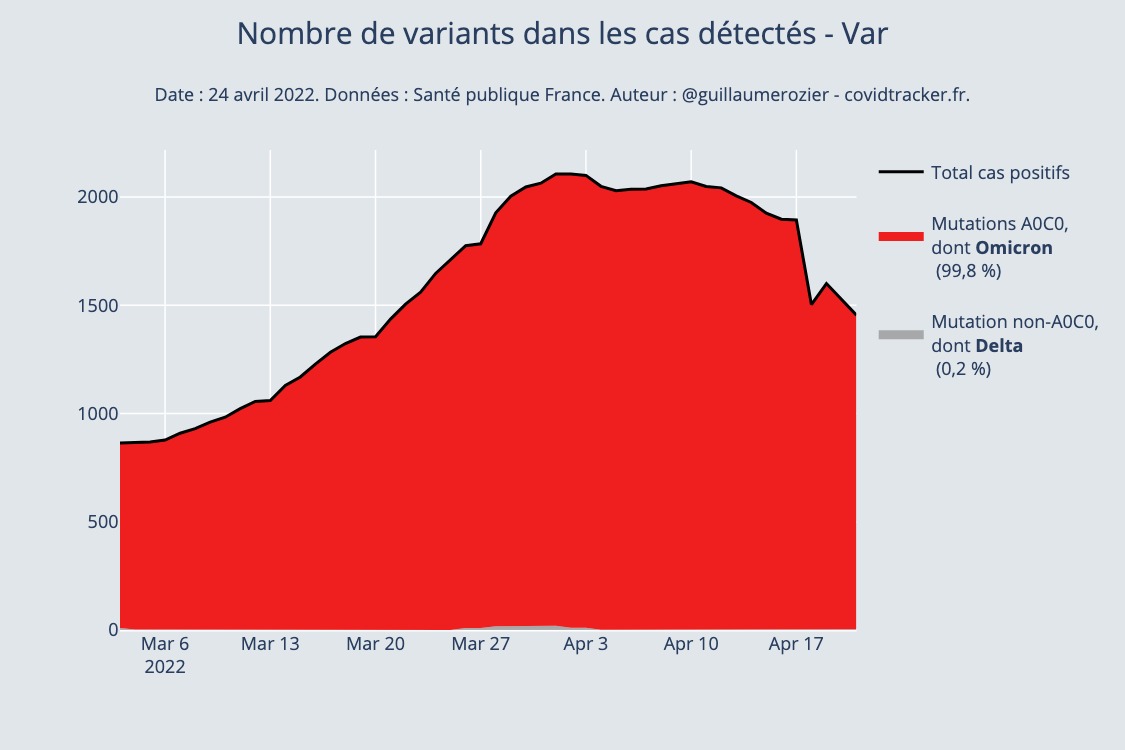 Nombre de variants dans les cas détectés - Var
Date : 24 avril 2022. Données : Santé publique France. Auteur : @guillaumerozier - covidtracker.fr.
2000
1500
1000
500
0
Mar 6
2022
Mar 13
Mar 20
Mar 27
Apr 3
Apr 10
Apr 17
Total cas positifs
Mutations A0C0,
dont Omicron
(99,8 %)
Mutation non-A0C0,
dont Delta
(0,2 %)